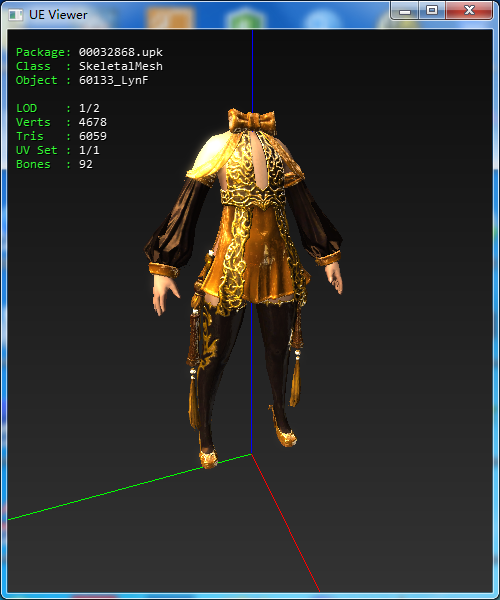 UE Viewer
Package: 00032868.upk
Class : SkeletalMesh
Object : 60133_LynF
LOD : 1/2
Verts : 4678
Tris : 6059
UV Set : 1/1
Bones : 92